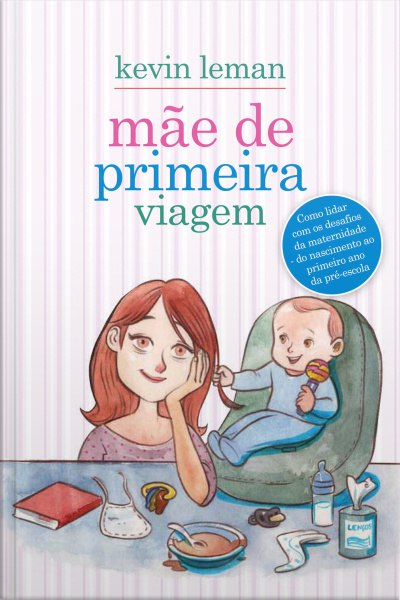 kevin leman
mãe de
primeira
viagem
Como lidar
com os desafios
da maternidade
- do nascimento ao
primeiro ano
da pré-escola
LENÇOS